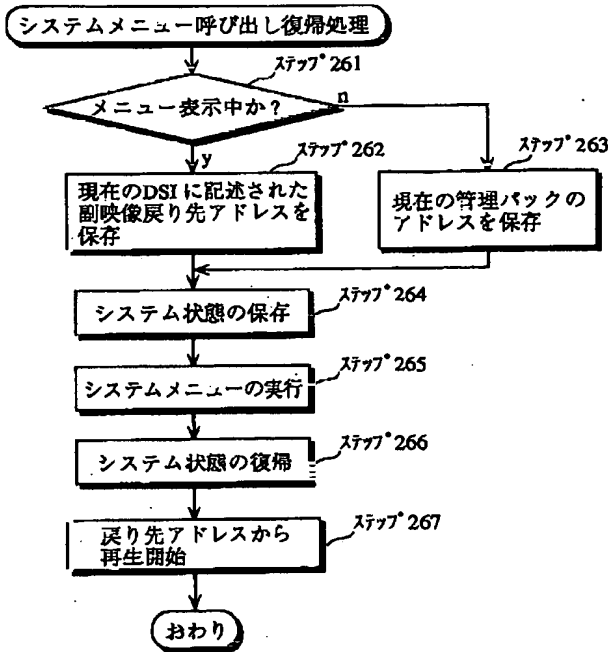 システムメニュー呼び出し復帰処理
ステップ261
メニュー表示中か?
n
y
ステップ262
現在のDSIに記述された
副映像戻り先アドレスを
保存
ステップ263
現在の管理パックの
アドレスを保存
ステップ264
システム状態の保存
ステップ265
システムメニューの実行
ステップ266
システム状態の復帰
ステップ267
戻り先アドレスから
再生開始
おわり